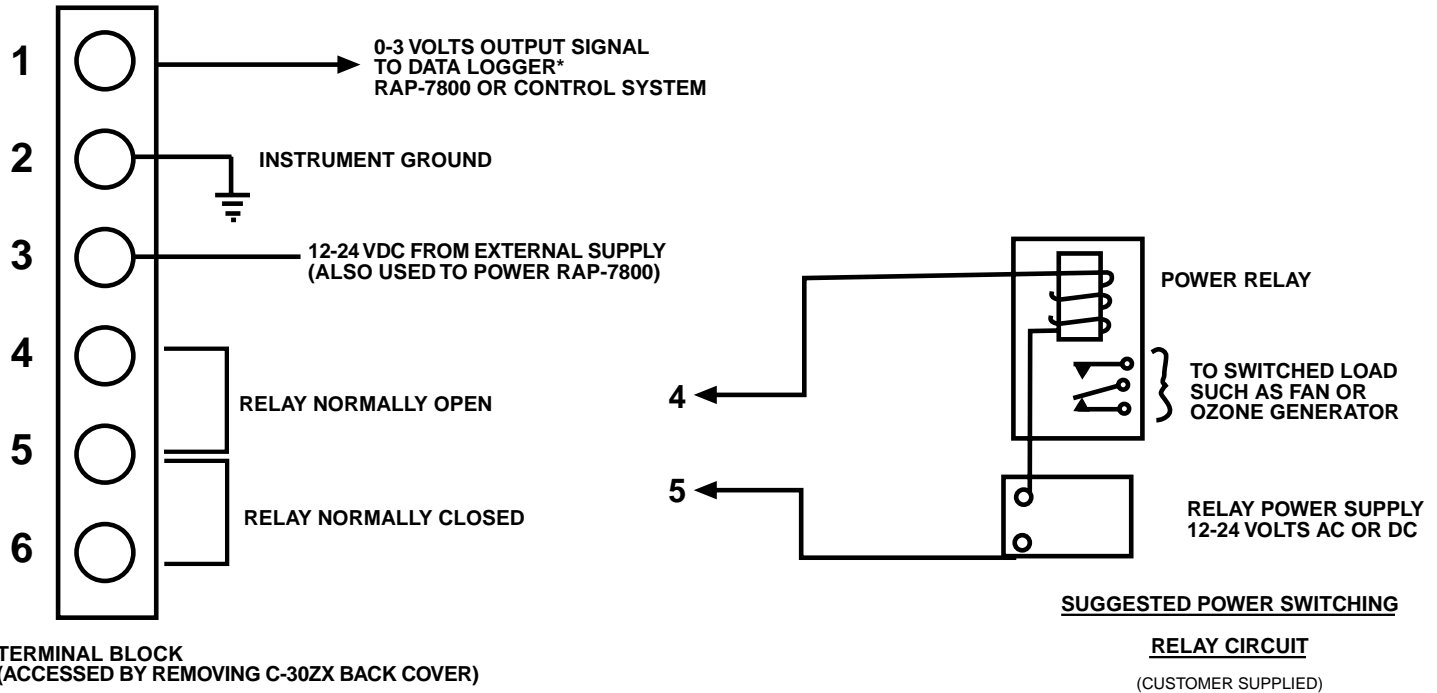 1
0-3 VOLTS OUTPUT SIGNAL
TO DATA LOGGER*
RAP-7800 OR CONTROL SYSTEM
2
INSTRUMENT GROUND
3
12-24 VDC FROM EXTERNAL SUPPLY
(ALSO USED TO POWER RAP-7800)
4
RELAY NORMALLY OPEN
5
RELAY NORMALLY CLOSED
6
TERMINAL BLOCK
(ACCESSED BY REMOVING C-30ZX BACK COVER)
POWER RELAY
TO SWITCHED LOAD
SUCH AS FAN OR
OZONE GENERATOR
4
5
RELAY POWER SUPPLY
12-24 VOLTS AC OR DC
SUGGESTED POWER SWITCHING
RELAY CIRCUIT
(CUSTOMER SUPPLIED)